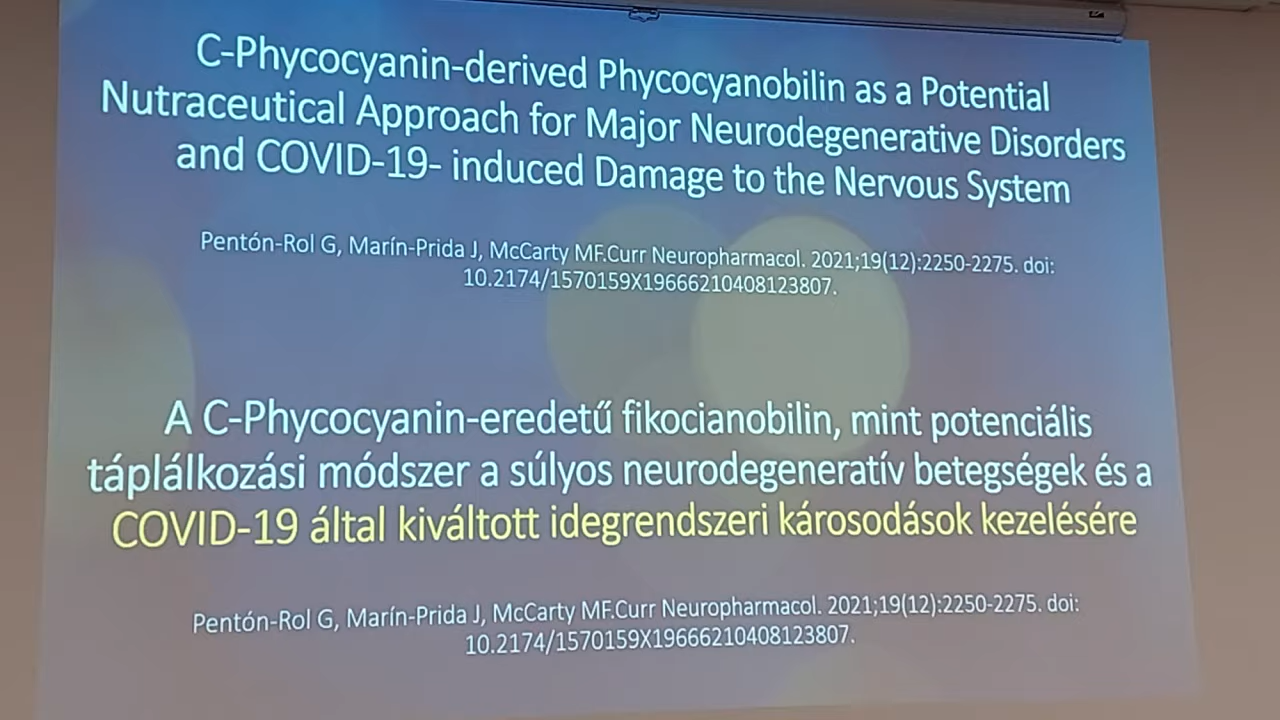 C-Phycocyanin-derived Phycocyanobilin as a Potential
Nutraceutical Approach for Major Neurodegenerative Disorders
and COVID-19- induced Damage to the Nervous System
Pentón-Rol G, Marín-Prida J, McCarty MF.Curr Neuropharmacol. 2021;19(12):2250-2275. doi:
10.2174/1570159X19666210408123807.
A C-Phycocyanin-eredetű fikocianobilin, mint potenciális
táplálkozási módszer a súlyos neurodegeneratív betegségek és a
COVID-19 által kiváltott idegrendszeri károsodások kezelésére
Pentón-Rol G, Marín-Prida J, McCarty MF.Curr Neuropharmacol. 2021;19(12):2250-2275. doi:
10.2174/1570159X19666210408123807.